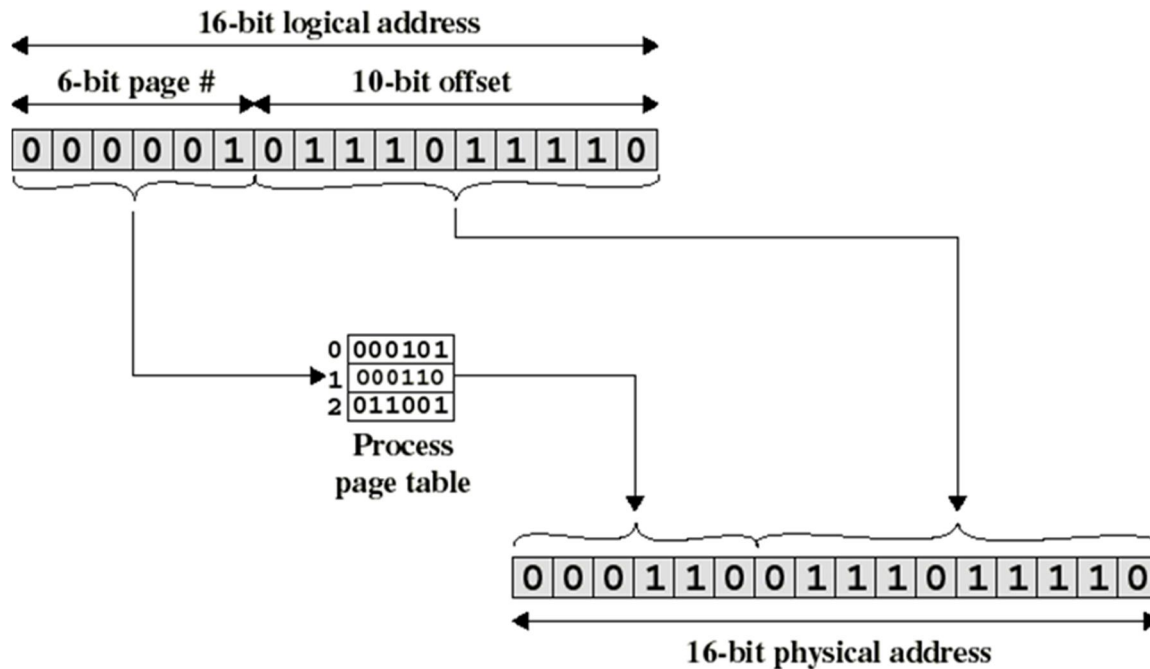 16-bit logical address
6-bit page # 10-bit offset
0 0 0 0 0 1 0 1 1 1 0 1 1 1 1 0
0 000101
1 000110
2 011001
Process
page table
0 0 0 1 1 0 0 1 1 1 0 1 1 1 1 0
16-bit physical address